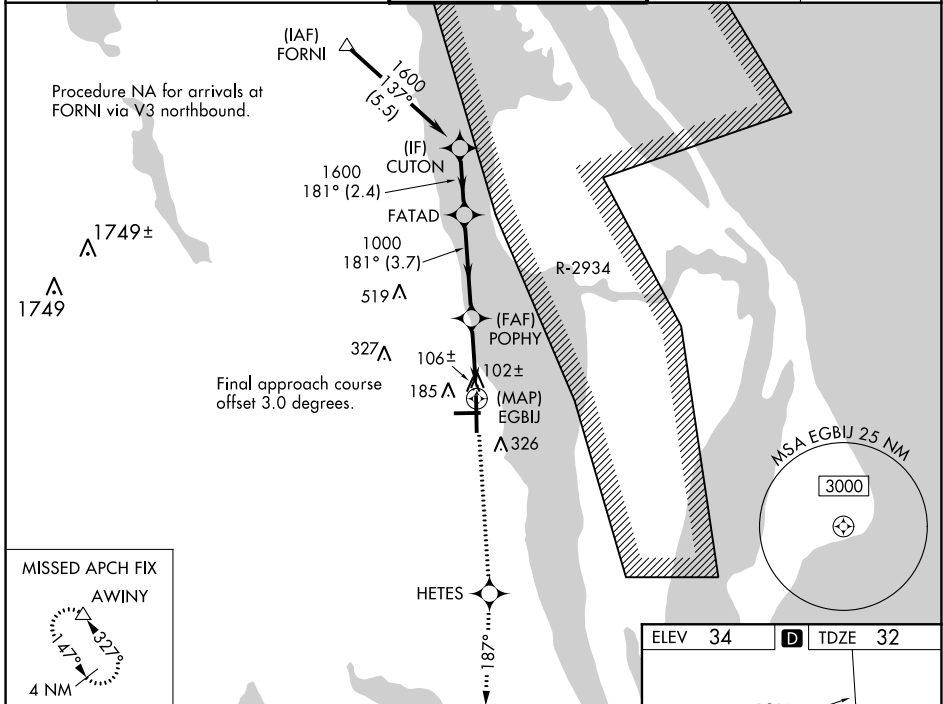 (IAF)
FORNI
1600
137°
(5.5)
Procedure NA for arrivals at
FORNI via V3 northbound.
(IF)
CUTON
1600
181° (2.4)
FATAD
1749±
1000
181° (3.7)
R-2934
1749
519
(FAF)
POPHY
327
106±
102±
Final approach course
offset 3.0 degrees.
185
(MAP)
EGBIJ
326
MSA EGBIJ 25 NM
3000
MISSED APCH FIX
AWINY
147°
327°
4 NM
HETES
187°
ELEV 34
D
TDZE 32